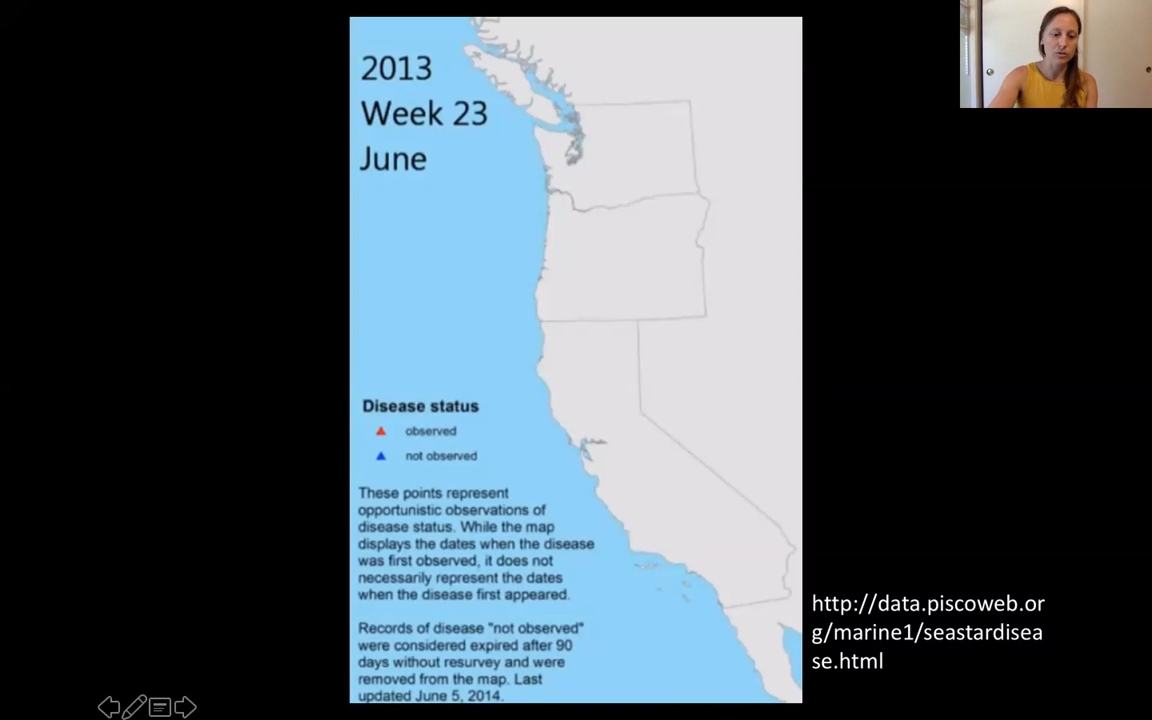 2013
Week 23
June
Disease status
observed
not observed
These points represent
opportunistic observations of
disease status. While the map
displays the dates when the disease
was first observed, it does not
necessarily represent the dates
when the disease first appeared.
Records of disease "not observed"
were considered expired after 90
days without resurvey and were
removed from the map. Last
updated June 5, 2014.
http://data.piscoweb.or
g/marine1/seastardisea
se.html